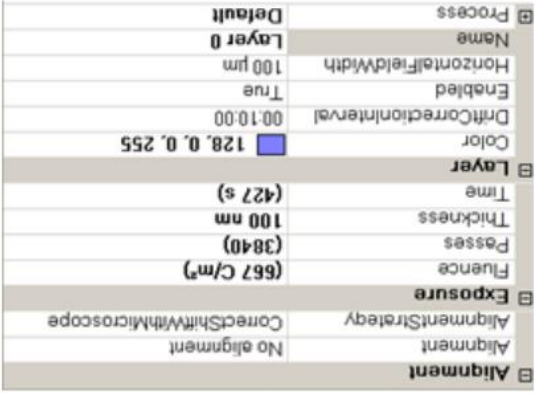 Alignment
Alignment No alignment
AlignmentStrategy CorrectShiftWithMicroscope
Exposure
Fluence (667 C/m²)
Passes (3840)
Thickness 100 nm
Time (427 s)
Layer
Color 128, 0, 0, 255
DriftCorrectionInterval 00:10:00
Enabled True
HorizontalFieldWidth 100 µm
Name Layer 0
Process Default